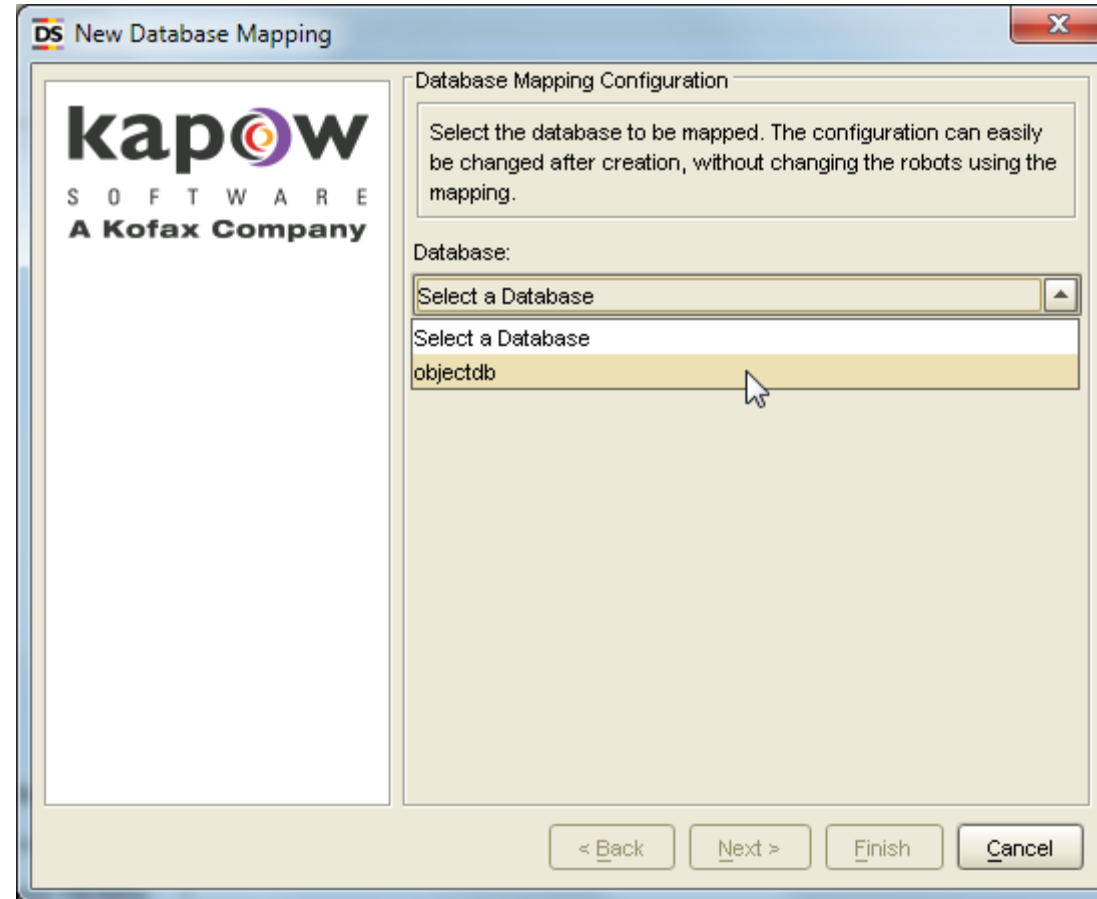 DS New Database Mapping
kapow
SOFTWARE
A Kofax Company
Database Mapping Configuration
Select the database to be mapped. The configuration can easily
be changed after creation, without changing the robots using the
mapping.
Database:
Select a Database
Select a Database
objectdb
< Back Next > Finish Cancel